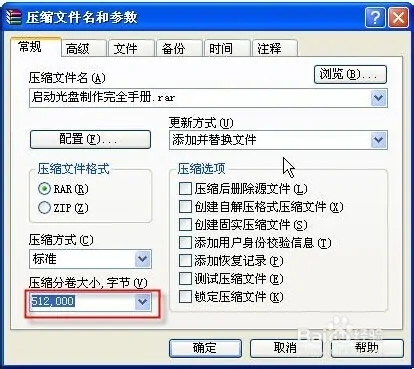 压缩文件名和参数
常规 高级 文件 备份 时间 注释
压缩文件名(A) 浏览(B)...
启动光盘制作完全手册.rar
更新方式(U)
配置(F)... 添加并替换文件
压缩文件格式 压缩选项
RAR(R) 压缩后删除源文件(L)
ZIP(Z) 创建自解压格式压缩文件(X)
创建固实压缩文件(S)
压缩方式(C) 添加用户身份校验信息(T)
标准 添加恢复记录(P)
压缩分卷大小,字节(V) 测试压缩文件(E)
512,000 锁定压缩文件(K)
Baidu经验
确定 取消 帮助